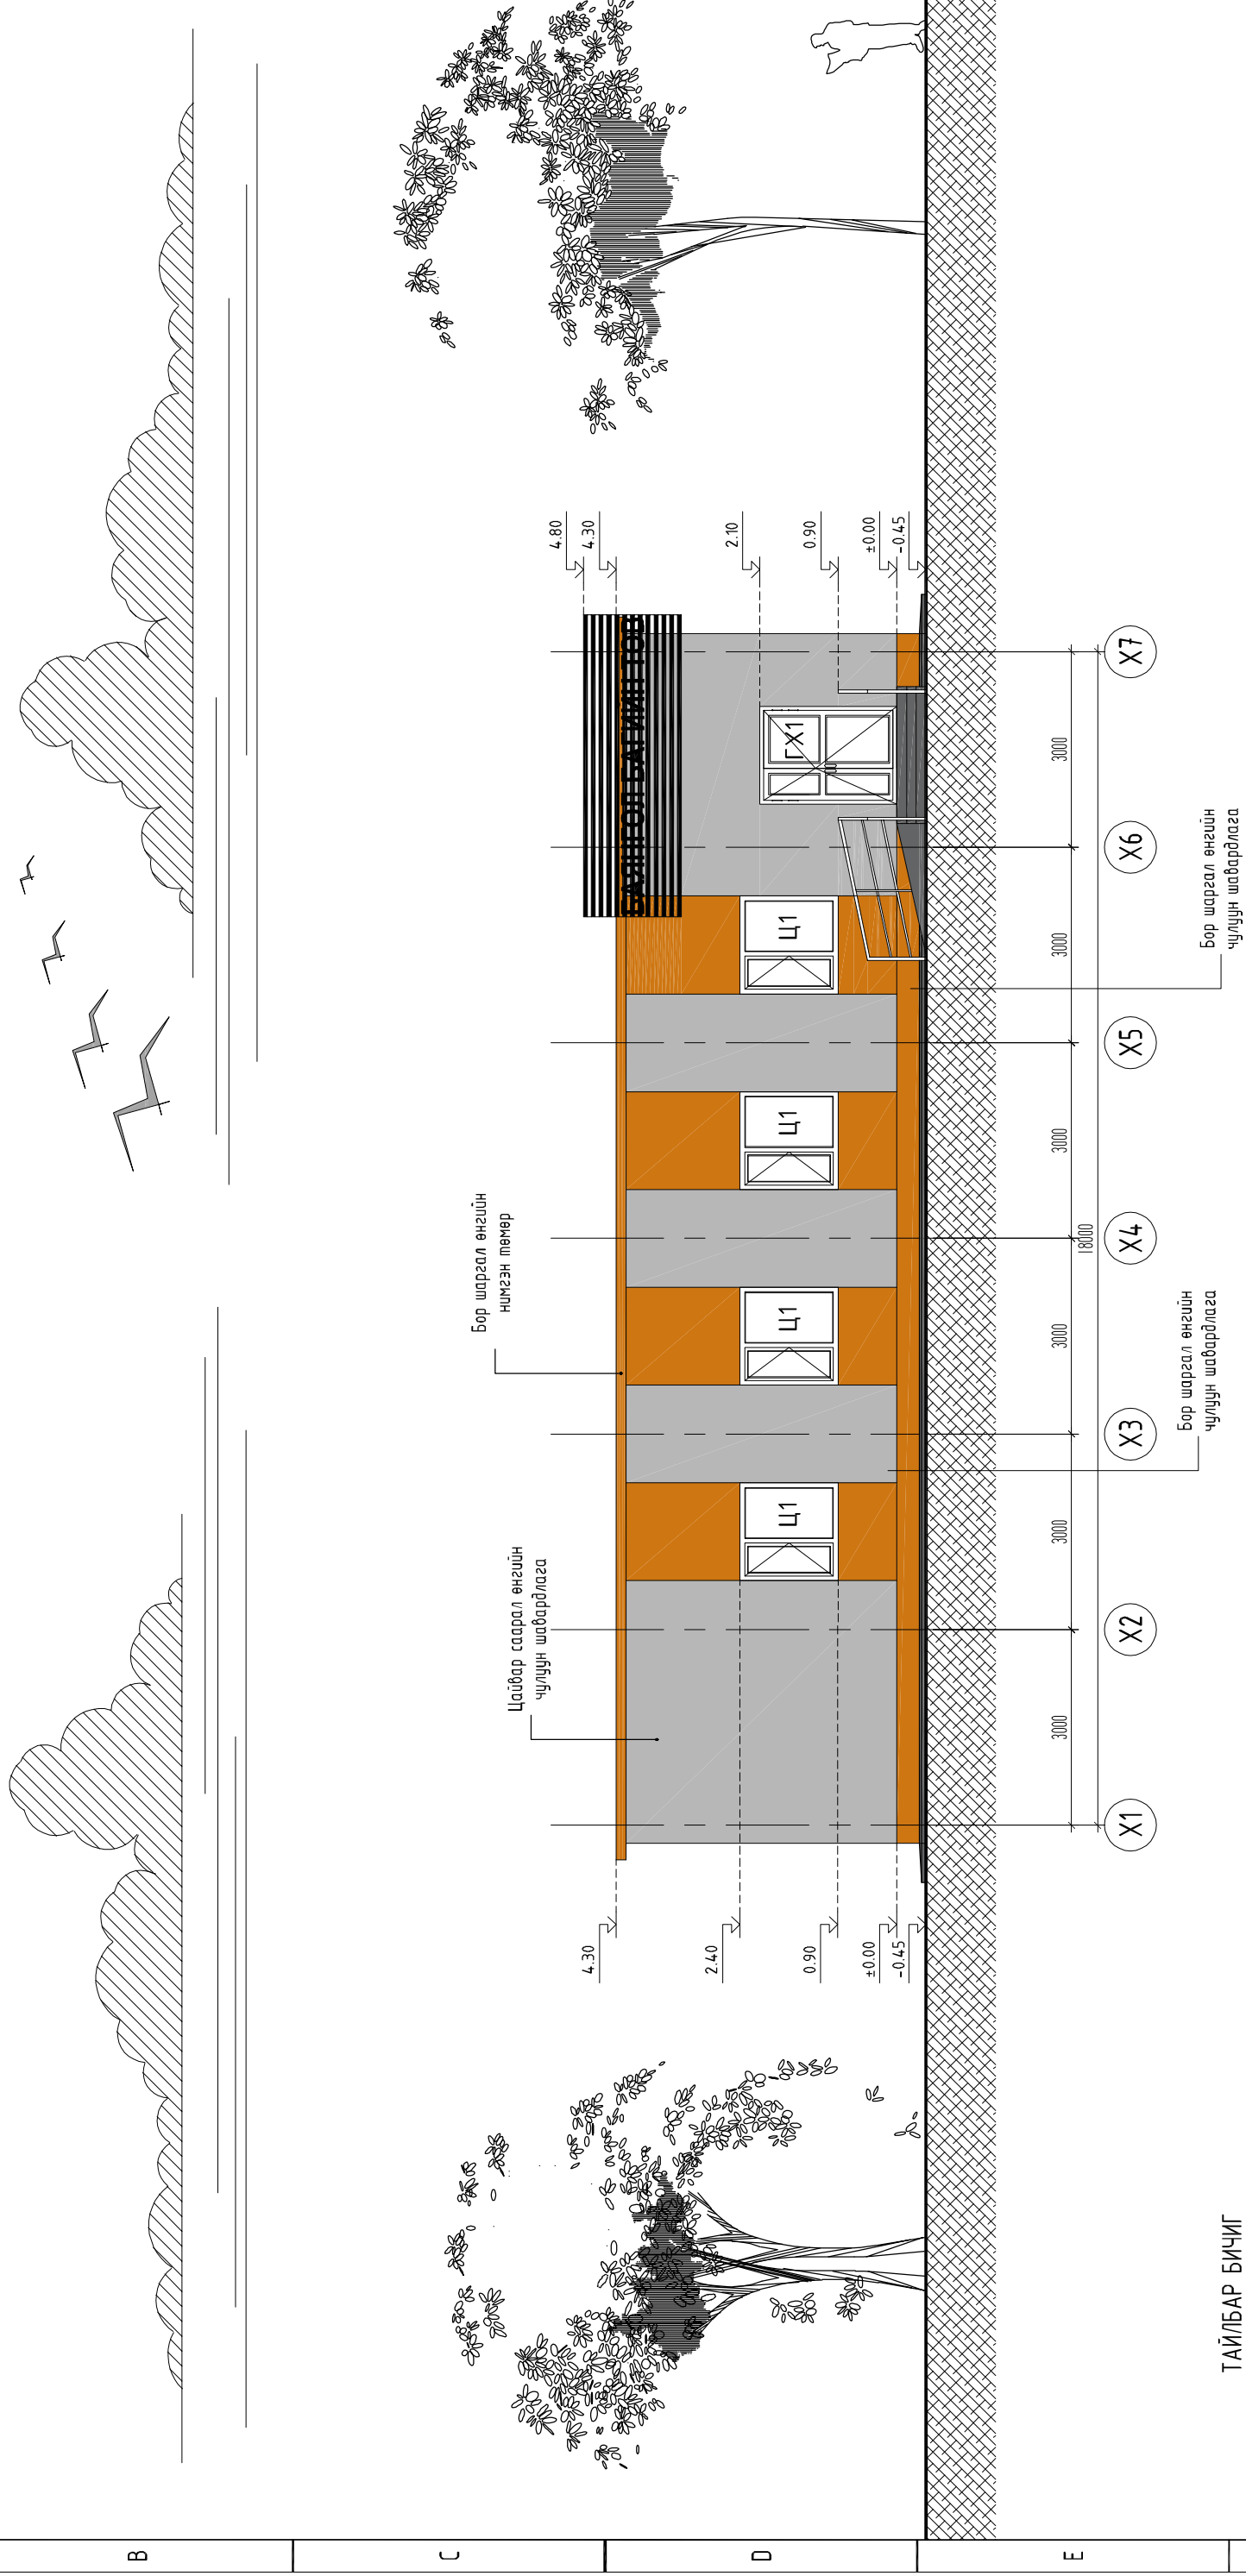 B
C
D
E
Бор шаргал өнгийн
нимгэн төмөр
Цайвар саарал өнгийн
чулуун шавардлага
4.80
4.30
2.10
0.90
±0.00
-0.45
4.30
2.40
0.90
±0.00
-0.45
БАЯНГОЛ БАГИЙН ТӨВ
Ц1
Ц1
Ц1
Ц1
ГХ1
3000
3000
3000
3000
3000
3000
18000
X1
X2
X3
X4
X5
X6
X7
Бор шаргал өнгийн
чулуун шавардлага
Бор шаргал өнгийн
чулуун шавардлага
ТАЙЛБАР БИЧИГ